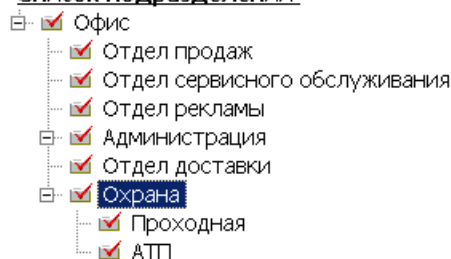 Офис
Отдел продаж
Отдел сервисного обслуживания
Отдел рекламы
Администрация
Отдел доставки
Охрана
Проходная
АТП